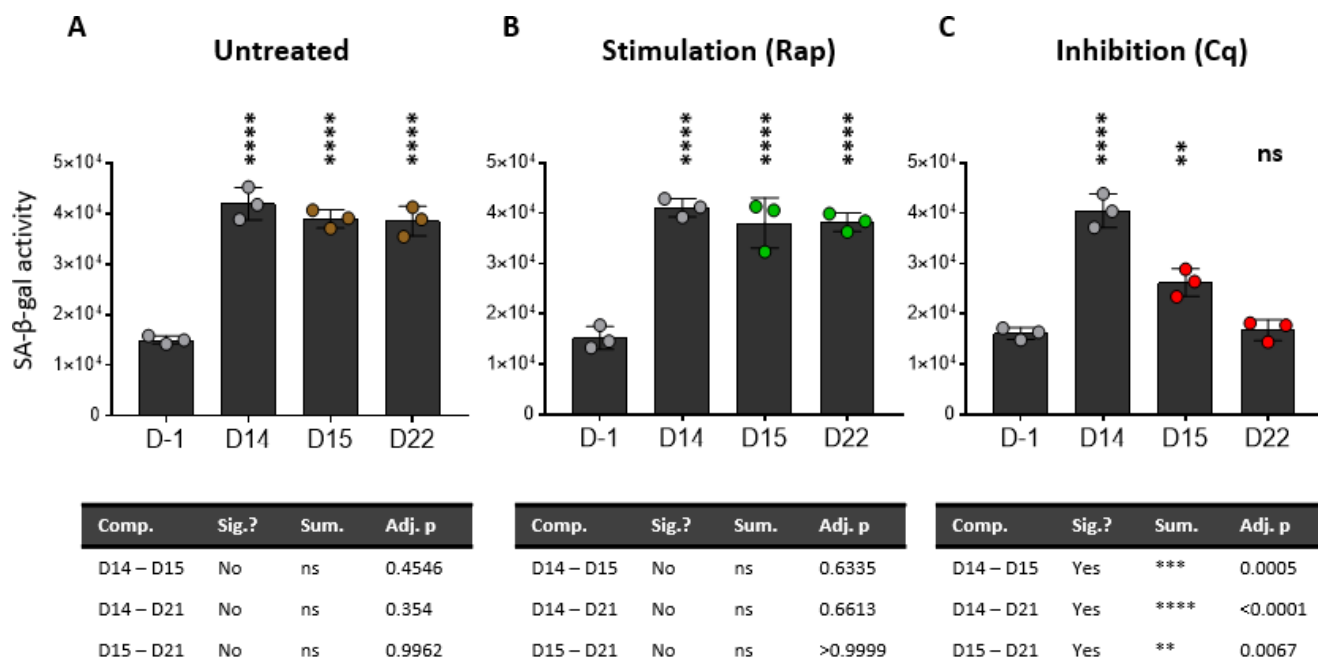 A
Untreated
**** **** ****
5×10⁴
4×10⁴
3×10⁴
2×10⁴
1×10⁴
0
SA-β-gal activity
D-1 D14 D15 D22
Comp. Sig.? Sum. Adj. p
D14 – D15 No ns 0.4546
D14 – D21 No ns 0.354
D15 – D21 No ns 0.9962
B
Stimulation (Rap)
**** **** ****
5×10⁴
4×10⁴
3×10⁴
2×10⁴
1×10⁴
0
D-1 D14 D15 D22
Comp. Sig.? Sum. Adj. p
D14 – D15 No ns 0.6335
D14 – D21 No ns 0.6613
D15 – D21 No ns >0.9999
C
Inhibition (Cq)
**** ** ns
5×10⁴
4×10⁴
3×10⁴
2×10⁴
1×10⁴
0
D-1 D14 D15 D22
Comp. Sig.? Sum. Adj. p
D14 – D15 Yes *** 0.0005
D14 – D21 Yes **** <0.0001
D15 – D21 Yes ** 0.0067